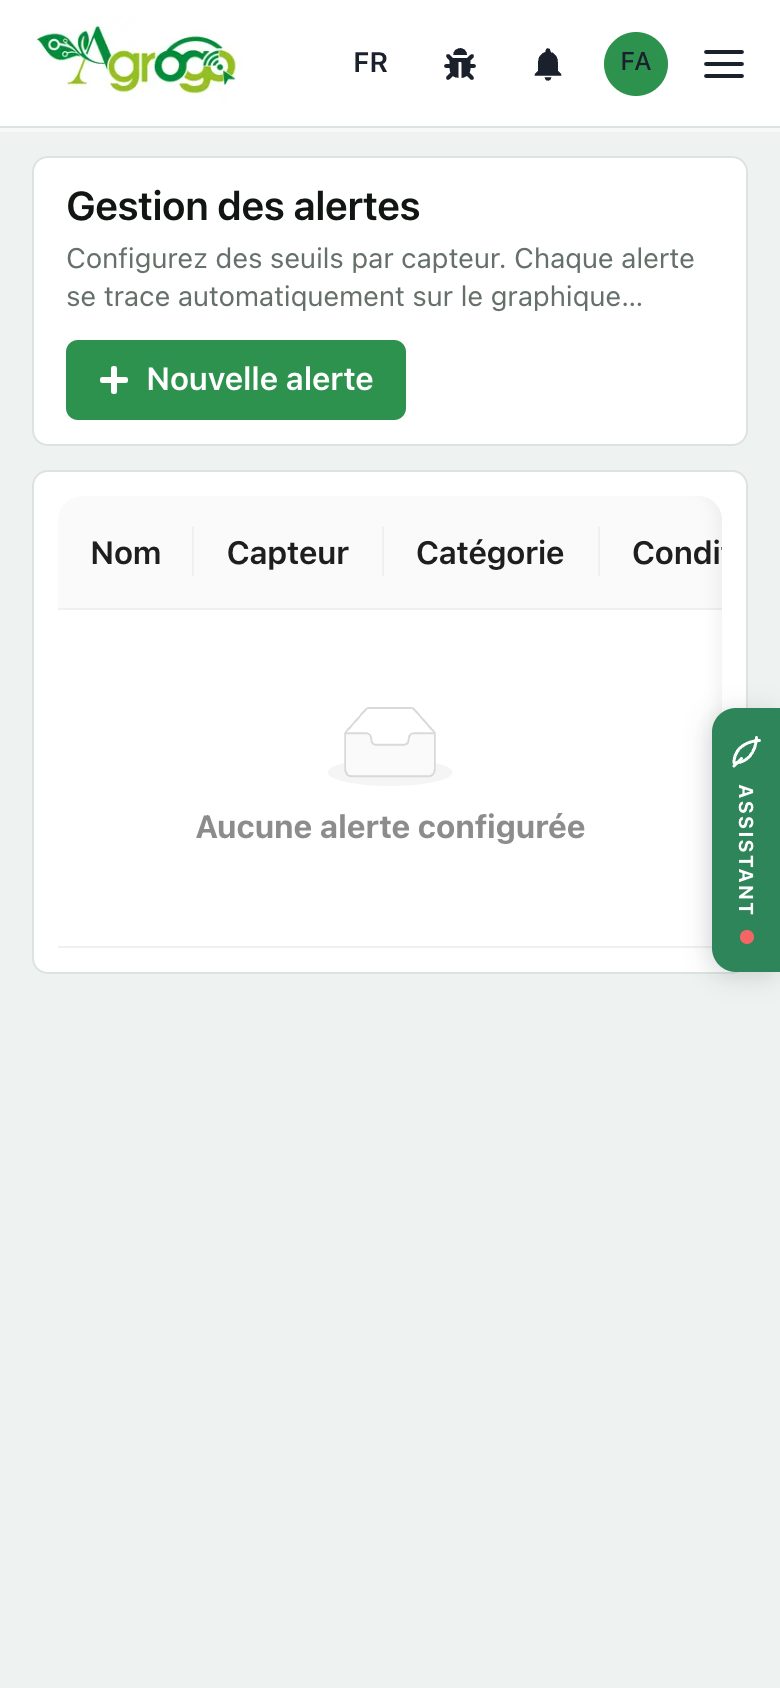 Agrogo
FR
FA
Gestion des alertes
Configurez des seuils par capteur. Chaque alerte
se trace automatiquement sur le graphique...
Nouvelle alerte
Nom Capteur Catégorie Condi
Aucune alerte configurée
ASSISTANT